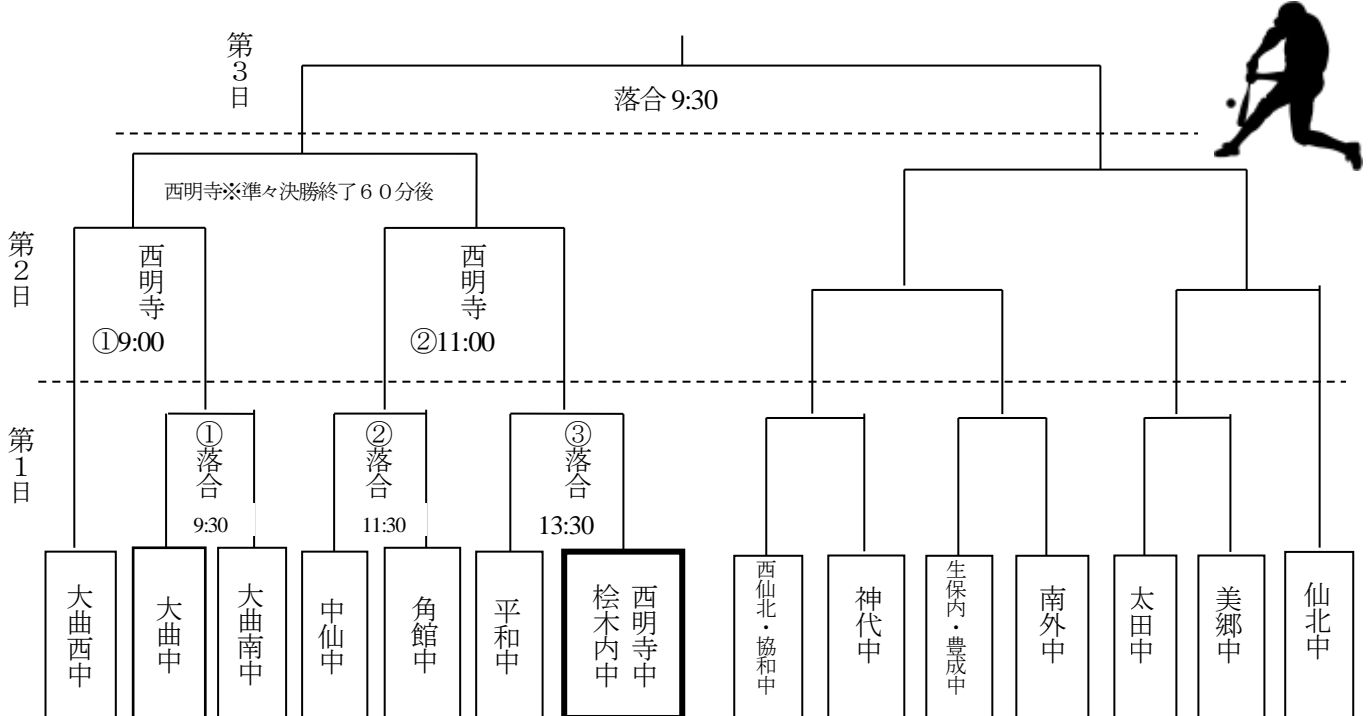 第３日
落合 9:30
西明寺※準々決勝終了６０分後
第２日
西明寺
①9:00
西明寺
②11:00
第１日
①落合
9:30
②落合
11:30
③落合
13:30
大曲西中
大曲中
大曲南中
中仙中
角館中
平和中
西明寺中
桧木内中
西仙北・協和中
神代中
生保内・豊成中
南外中
太田中
美郷中
仙北中